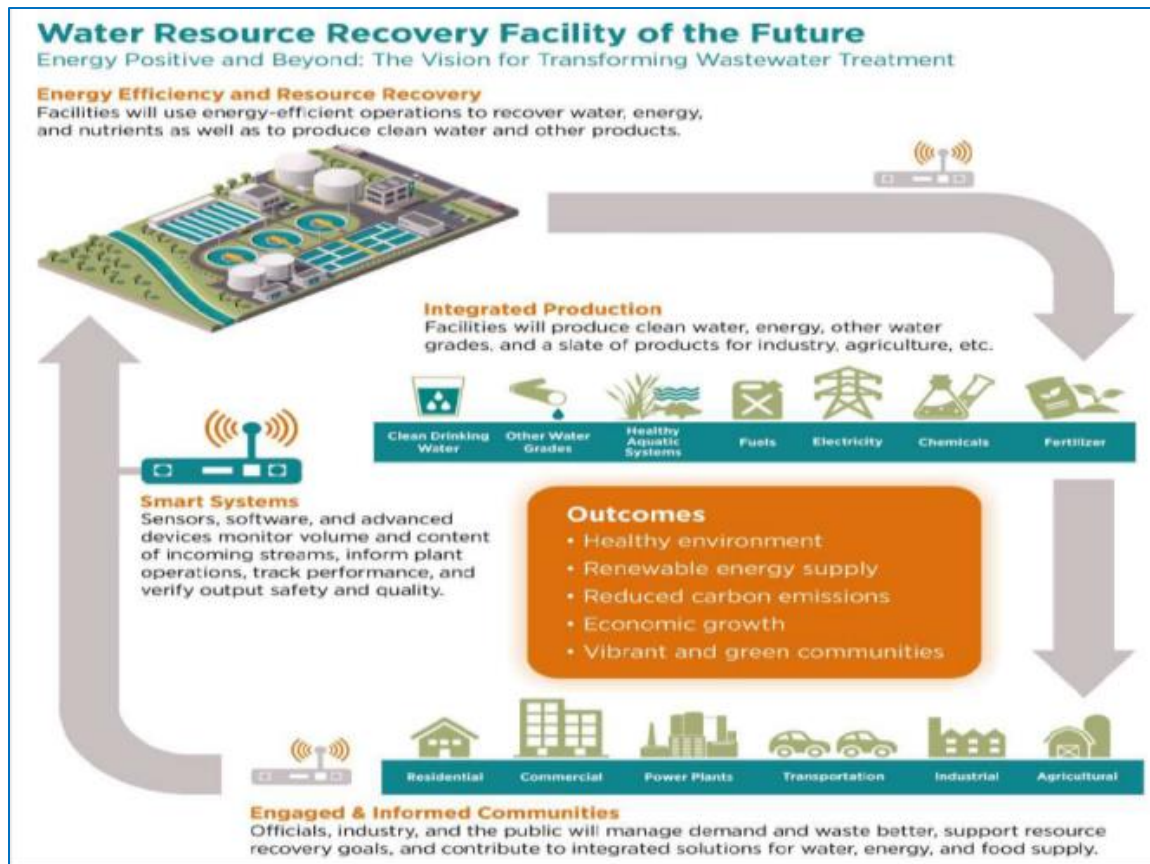 Water Resource Recovery Facility of the Future
Energy Positive and Beyond: The Vision for Transforming Wastewater Treatment
Energy Efficiency and Resource Recovery
Facilities will use energy-efficient operations to recover water, energy,
and nutrients as well as to produce clean water and other products.
Integrated Production
Facilities will produce clean water, energy, other water
grades, and a slate of products for industry, agriculture, etc.
Clean Drinking
Water
Other Water
Grades
Healthy
Aquatic
Systems
Fuels
Electricity
Chemicals
Fertilizer
Smart Systems
Sensors, software, and advanced
devices monitor volume and content
of incoming streams, inform plant
operations, track performance, and
verify output safety and quality.
Outcomes
• Healthy environment
• Renewable energy supply
• Reduced carbon emissions
• Economic growth
• Vibrant and green communities
Residential
Commercial
Power Plants
Transportation
Industrial
Agricultural
Engaged & Informed Communities
Officials, industry, and the public will manage demand and waste better, support resource
recovery goals, and contribute to integrated solutions for water, energy, and food supply.